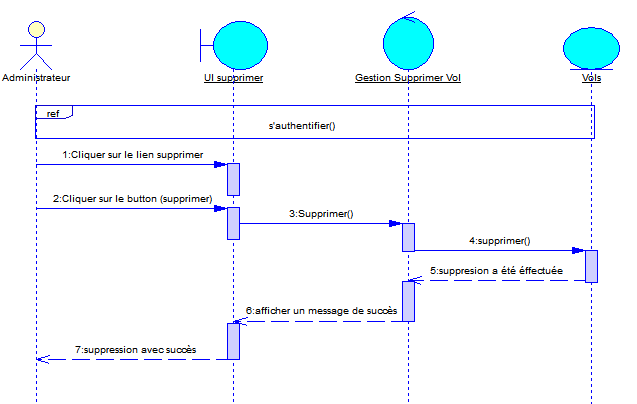 Administrateur
UI supprimer
Gestion Supprimer Vol
Vols
ref
s'authentifier()
1:Cliquer sur le lien supprimer
2:Cliquer sur le button (supprimer)
3:Supprimer()
4:supprimer()
5:suppresion a été éffectuée
6:afficher un message de succès
7:suppression avec succès